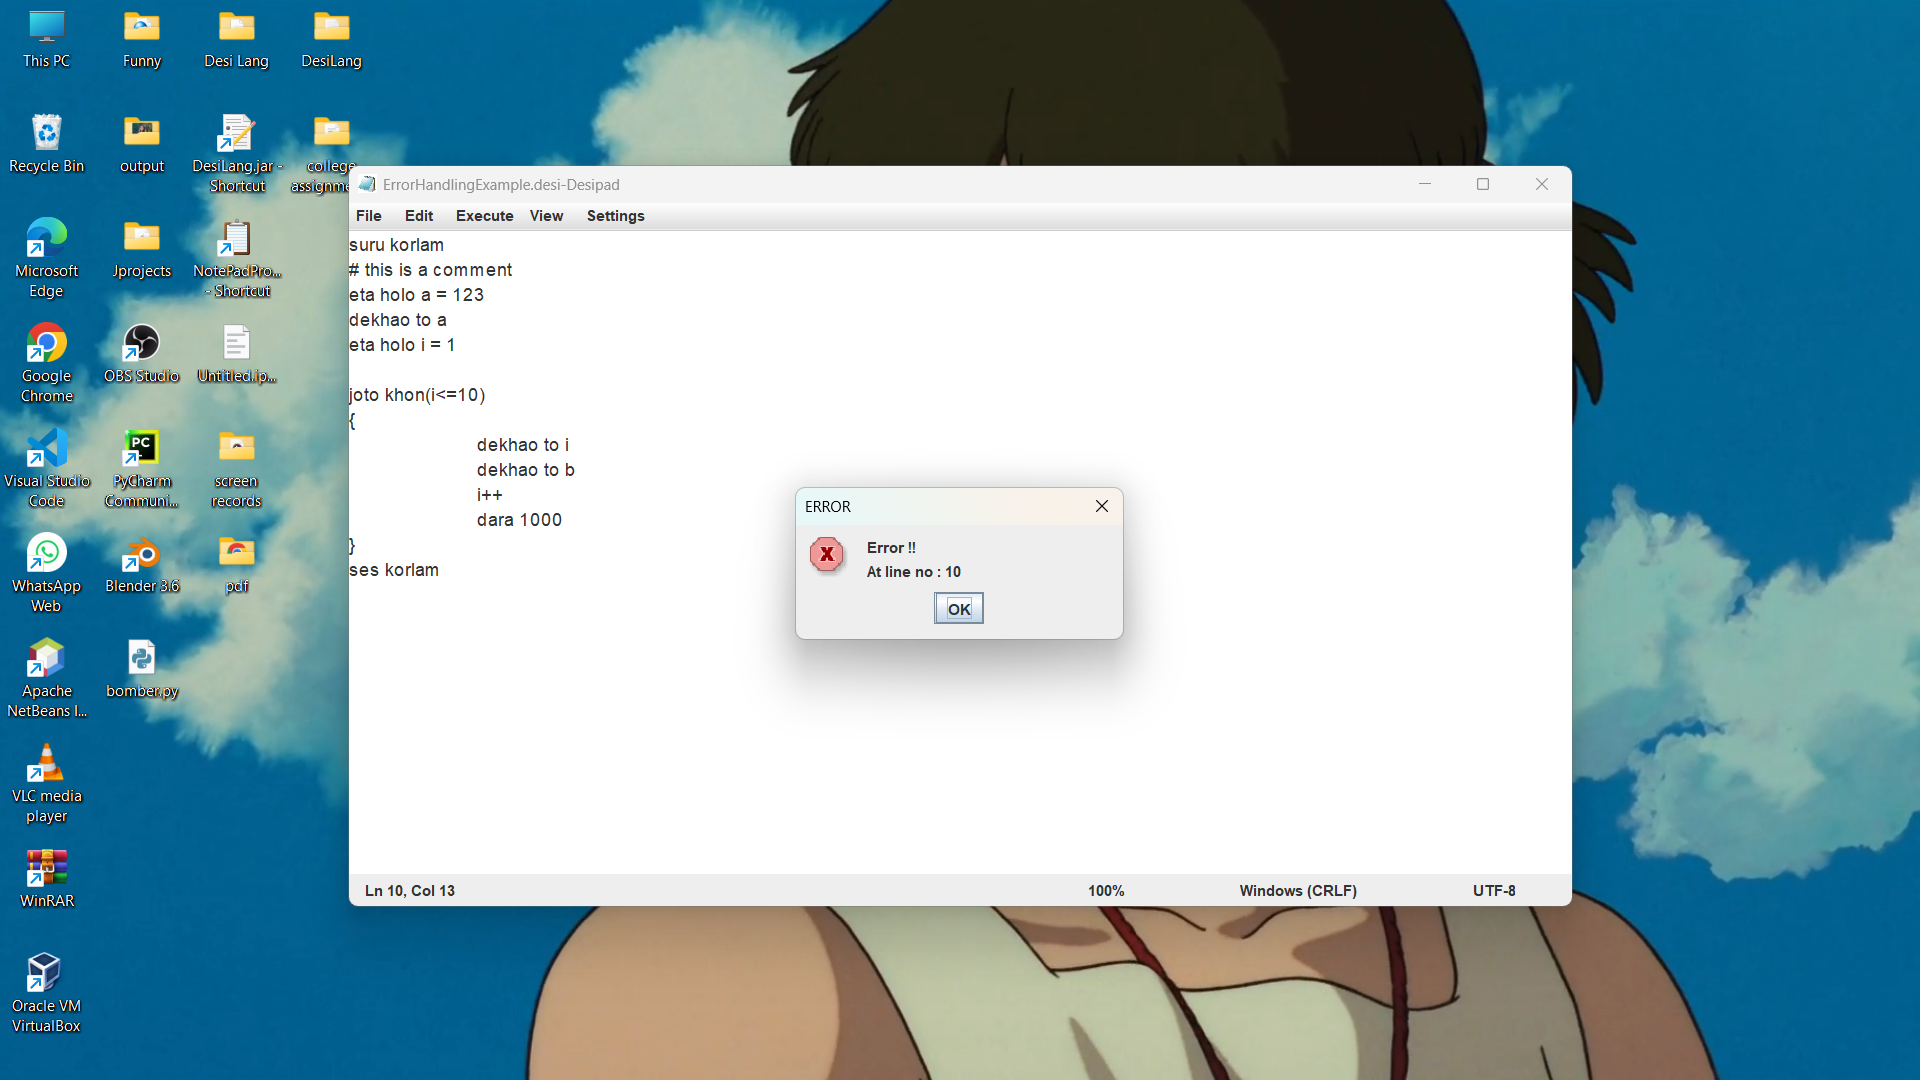 This PC
Funny
Desi Lang
DesiLang
Recycle Bin
output
DesiLang.jar -
Shortcut
college
assignme...
Microsoft
Edge
Jprojects
NotePadPro...
- Shortcut
Google
Chrome
OBS Studio
Untitled.ip...
Visual Studio
Code
PC
PyCharm
Communi...
screen
records
WhatsApp
Web
Blender 3.6
pdf
Apache
NetBeans I...
bomber.py
VLC media
player
WinRAR
Oracle VM
VirtualBox
ErrorHandlingExample.desi-Desipad
File Edit Execute View Settings
suru korlam
# this is a comment
eta holo a = 123
dekhao to a
eta holo i = 1
joto khon(i<=10)
{
dekhao to i
dekhao to b
i++
dara 1000
}
ses korlam
ERROR
X
Error !!
At line no : 10
OK
Ln 10, Col 13 100% Windows (CRLF) UTF-8